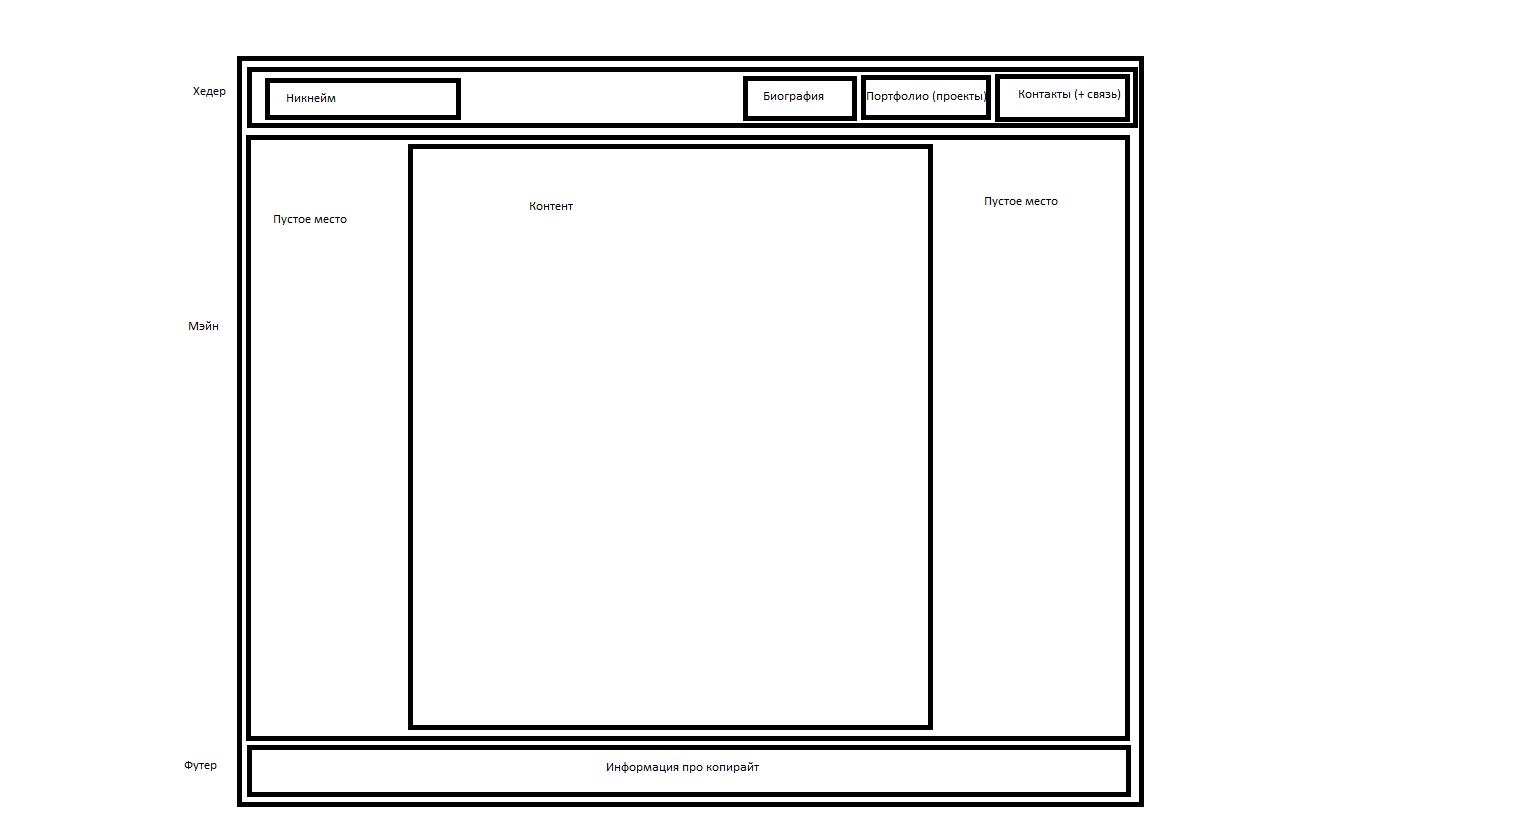 Хедер
Никнейм
Биография
Портфолио (проекты)
Контакты (+ связь)
Пустое место
Контент
Пустое место
Мэйн
Футер
Информация про копирайт